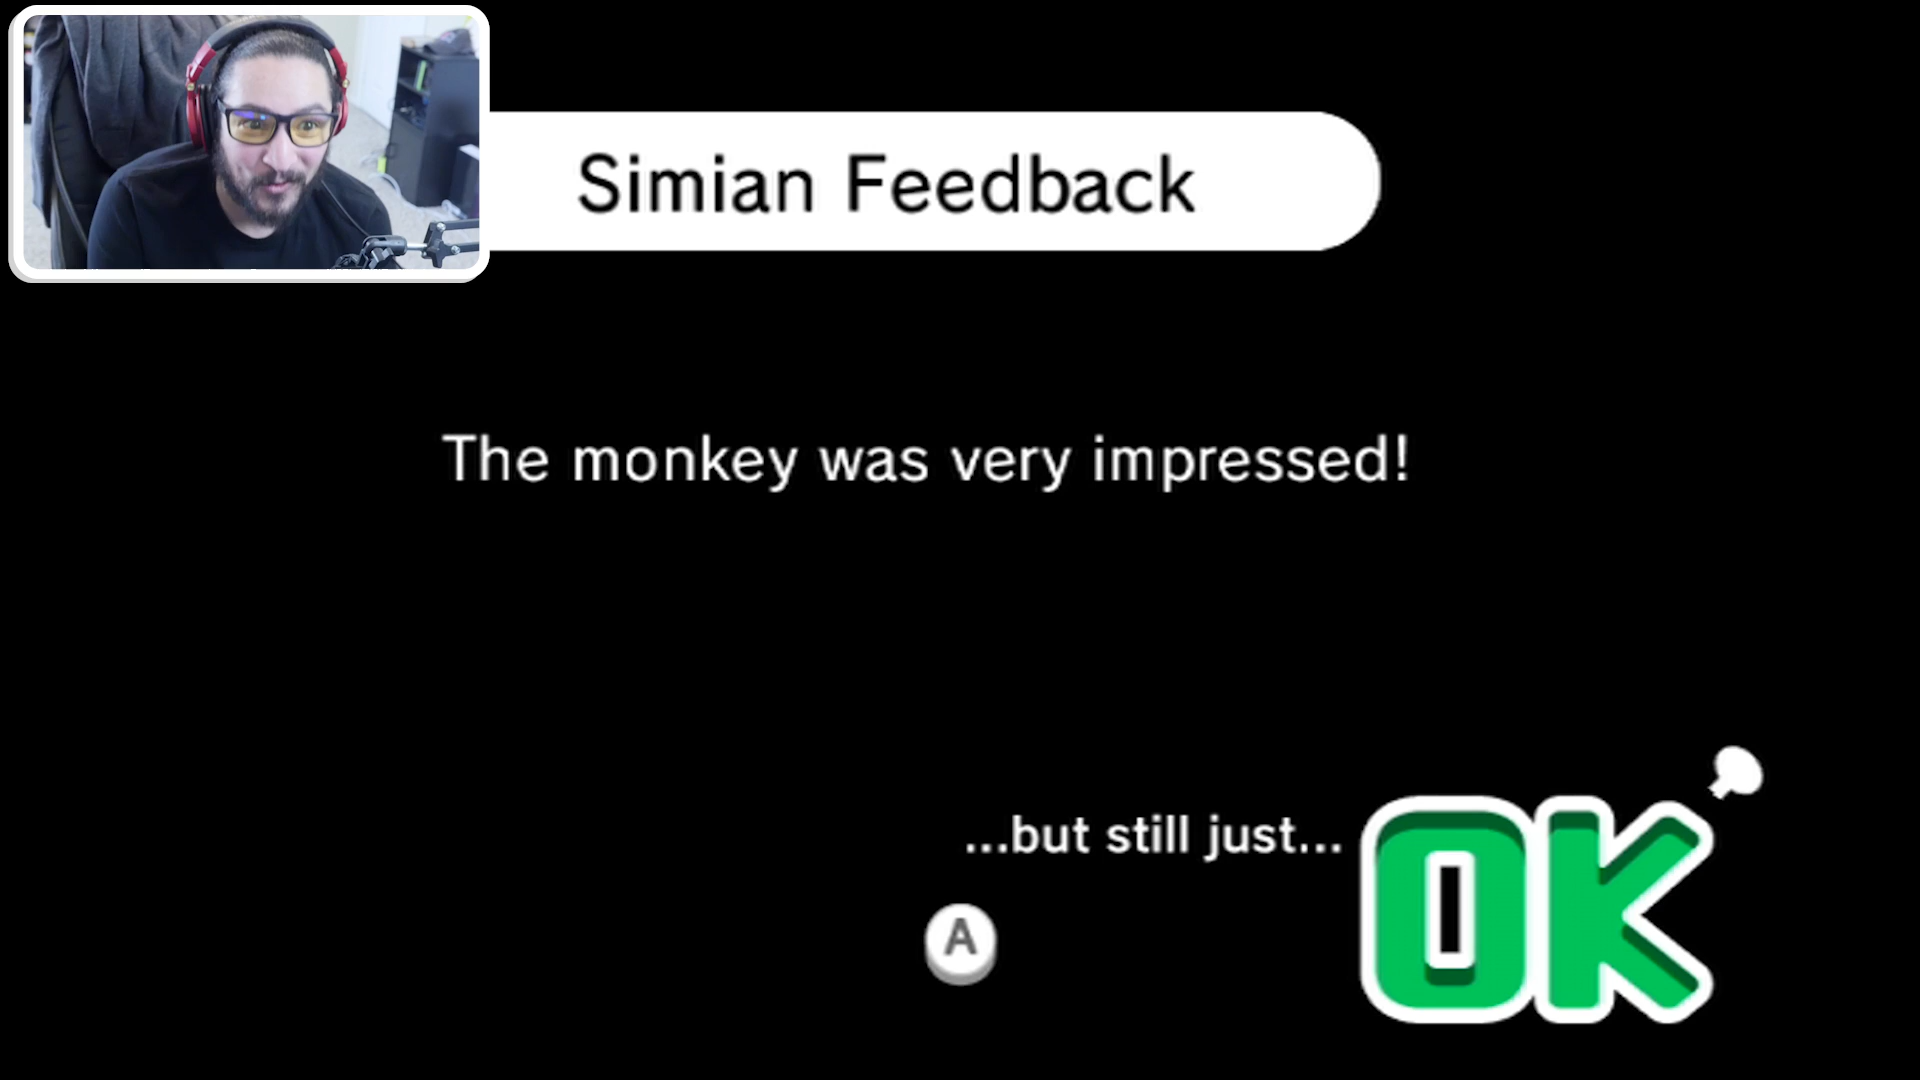 Simian Feedback
The monkey was very impressed!
...but still just...
OK
A